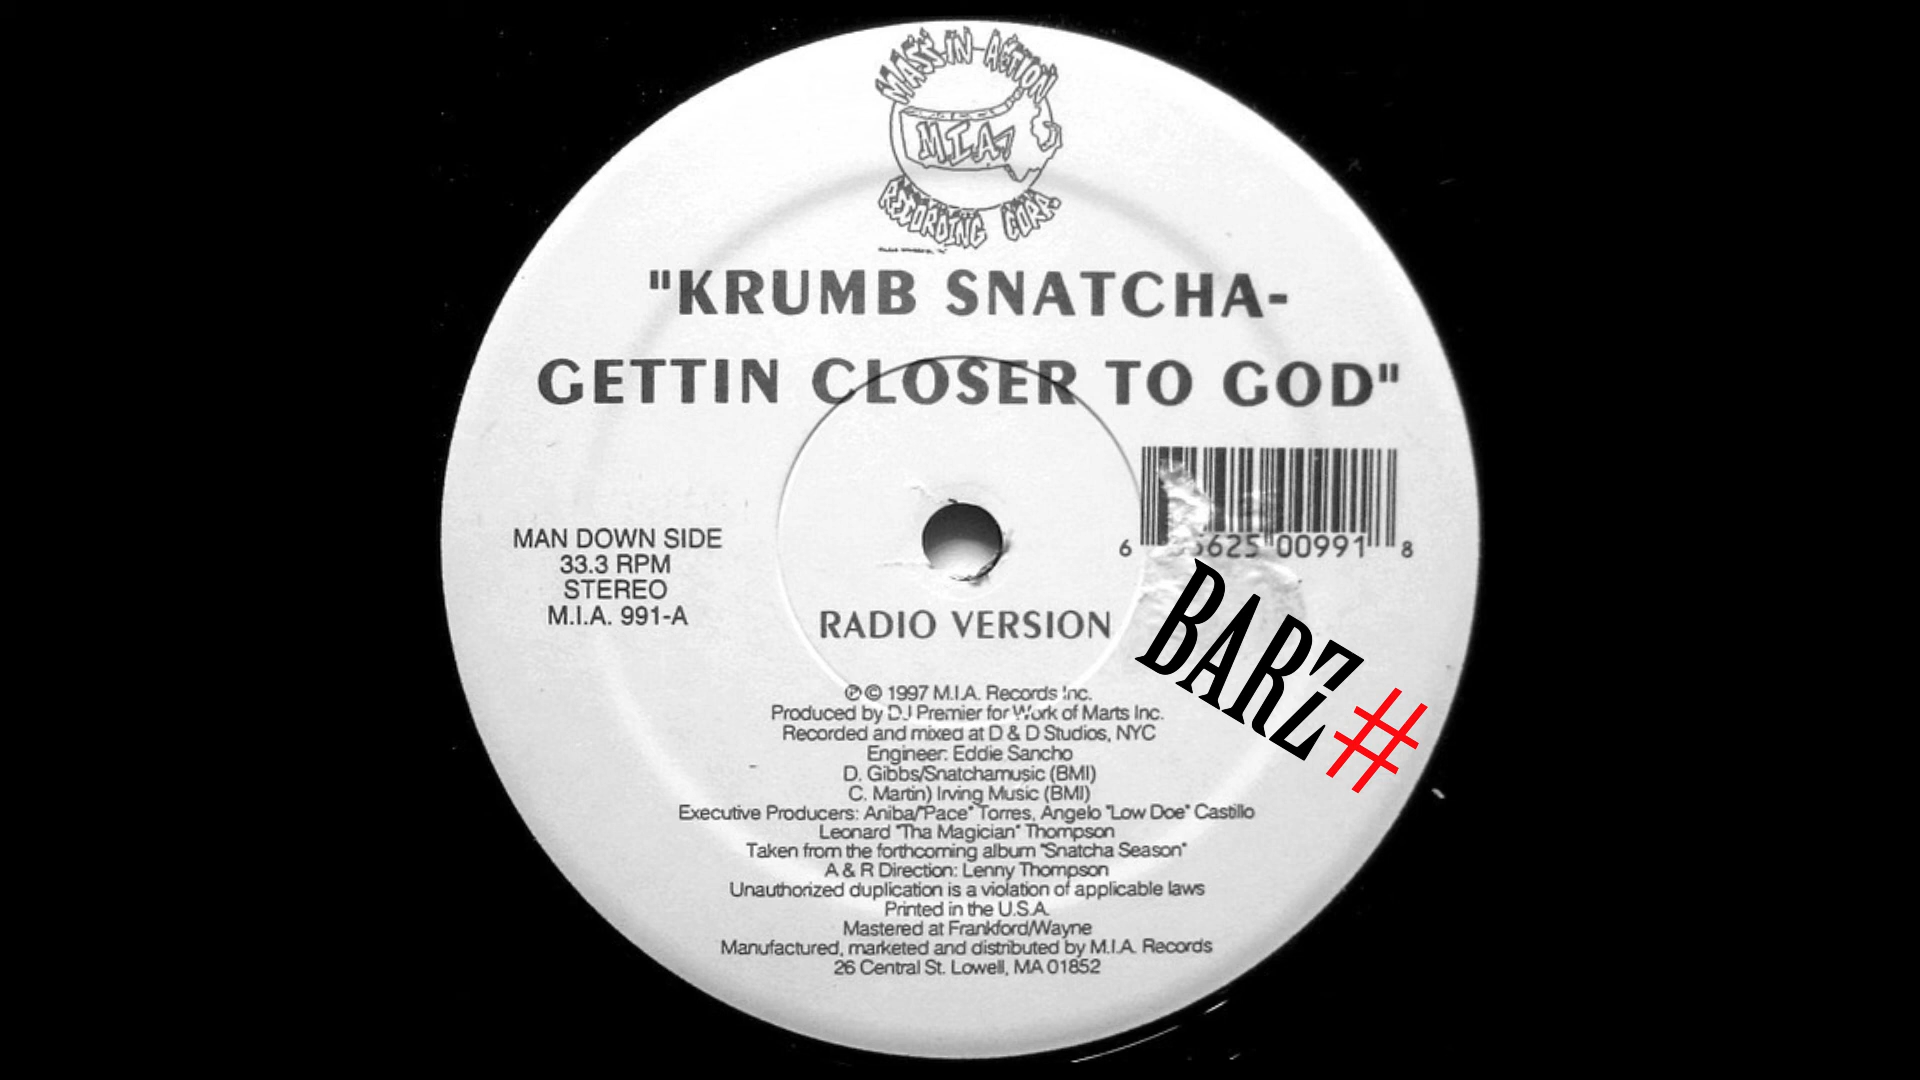 MASS IN ACTION
M.I.A.
RECORDING CORP.
"KRUMB SNATCHA-
GETTIN CLOSER TO GOD"
MAN DOWN SIDE
33.3 RPM
STEREO
M.I.A. 991-A
6 5625 00991 8
BARZ#
RADIO VERSION
℗ © 1997 M.I.A. Records Inc.
Produced by DJ Premier for Work of Marts Inc.
Recorded and mixed at D & D Studios, NYC
Engineer: Eddie Sancho
D. Gibbs/Snatchamusic (BMI)
C. Martin) Irving Music (BMI)
Executive Producers: Aniba/"Pace" Torres, Angelo "Low Doe" Castillo
Leonard "Tha Magician" Thompson
Taken from the forthcoming album "Snatcha Season"
A & R Direction: Lenny Thompson
Unauthorized duplication is a violation of applicable laws
Printed in the U.S.A.
Mastered at Frankford/Wayne
Manufactured, marketed and distributed by M.I.A. Records
26 Central St. Lowell, MA 01852